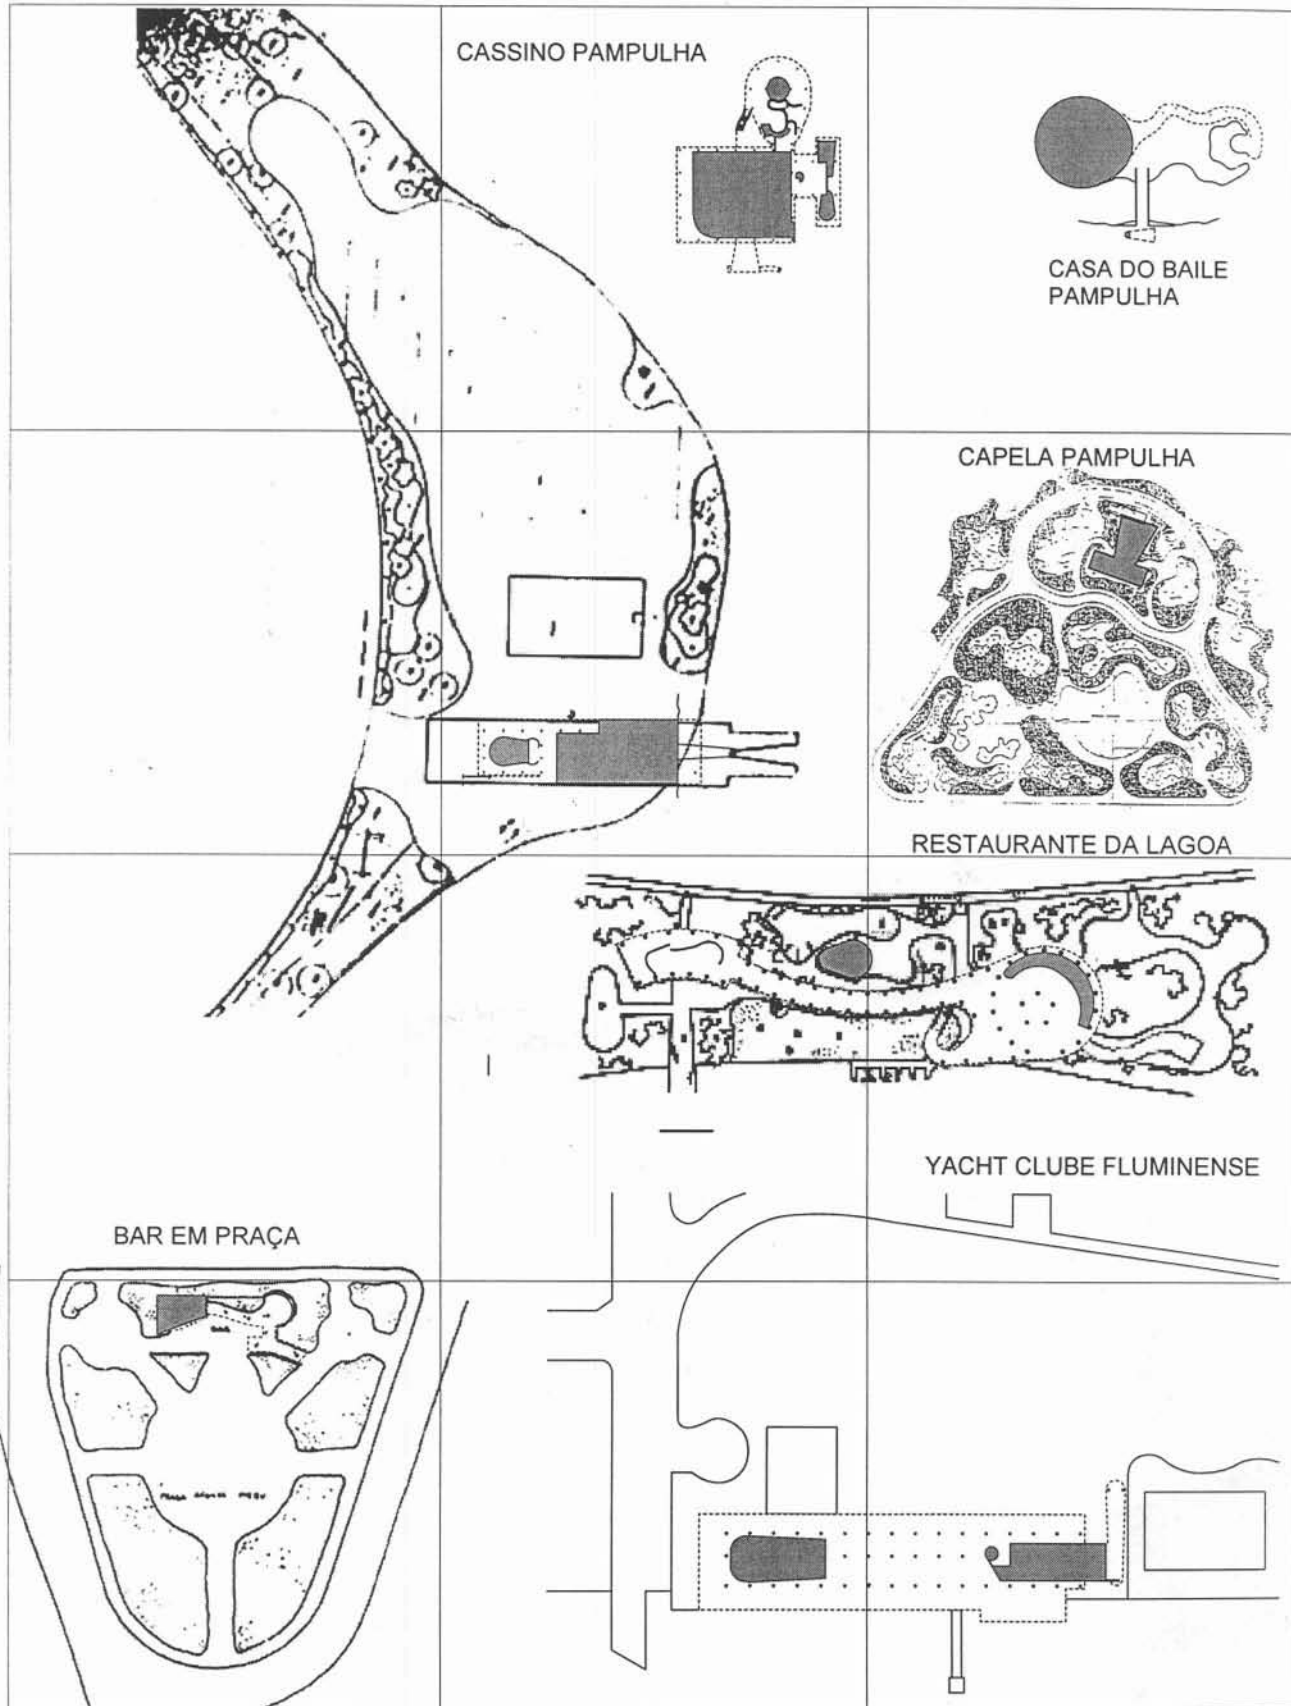 CASSINO PAMPULHA
CASA DO BAILE
PAMPULHA
CAPELA PAMPULHA
RESTAURANTE DA LAGOA
YACHT CLUBE FLUMINENSE
BAR EM PRAÇA